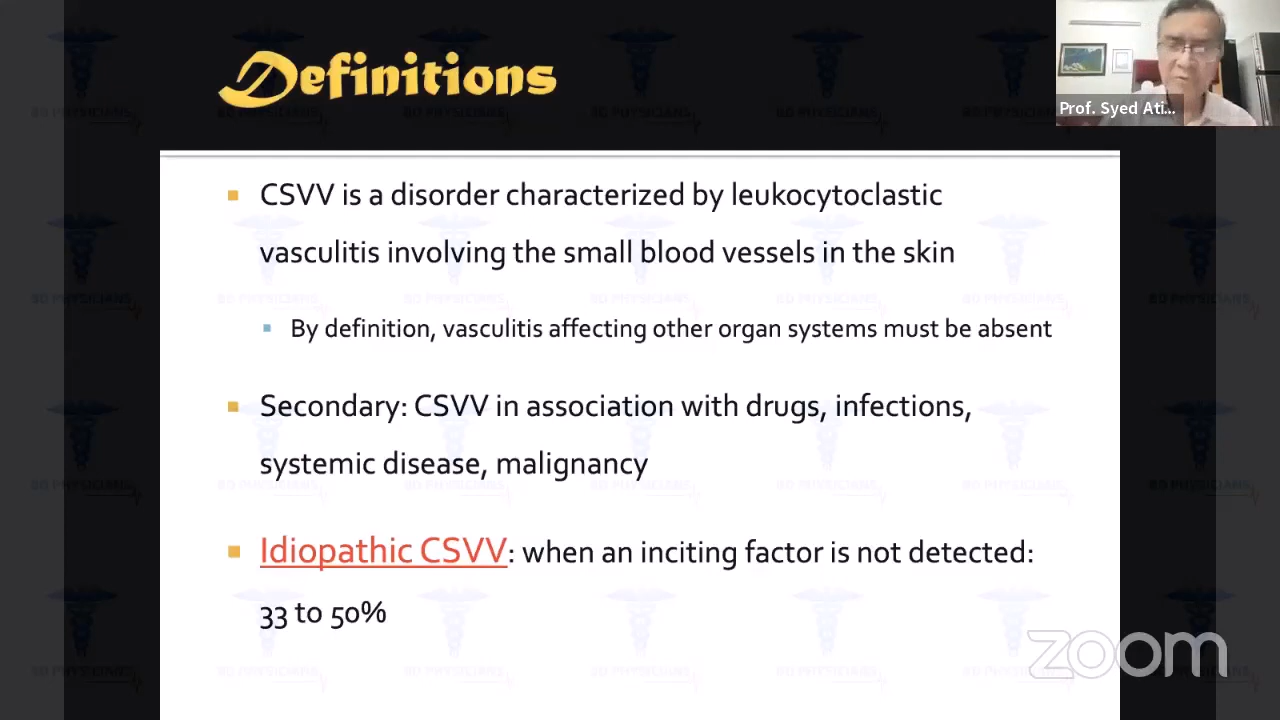 Definitions
Prof. Syed Ati...
CSVV is a disorder characterized by leukocytoclastic
vasculitis involving the small blood vessels in the skin
By definition, vasculitis affecting other organ systems must be absent
Secondary: CSVV in association with drugs, infections,
systemic disease, malignancy
Idiopathic CSVV: when an inciting factor is not detected:
33 to 50%
zoom
BD PHYSICIANS